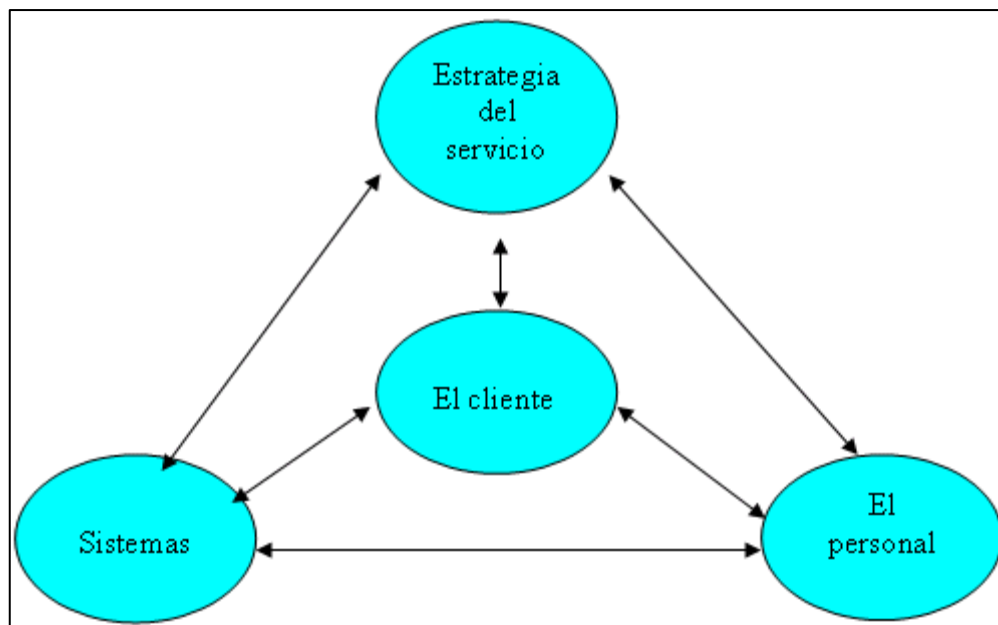 Estrategia
del
servicio
El cliente
Sistemas
El
personal